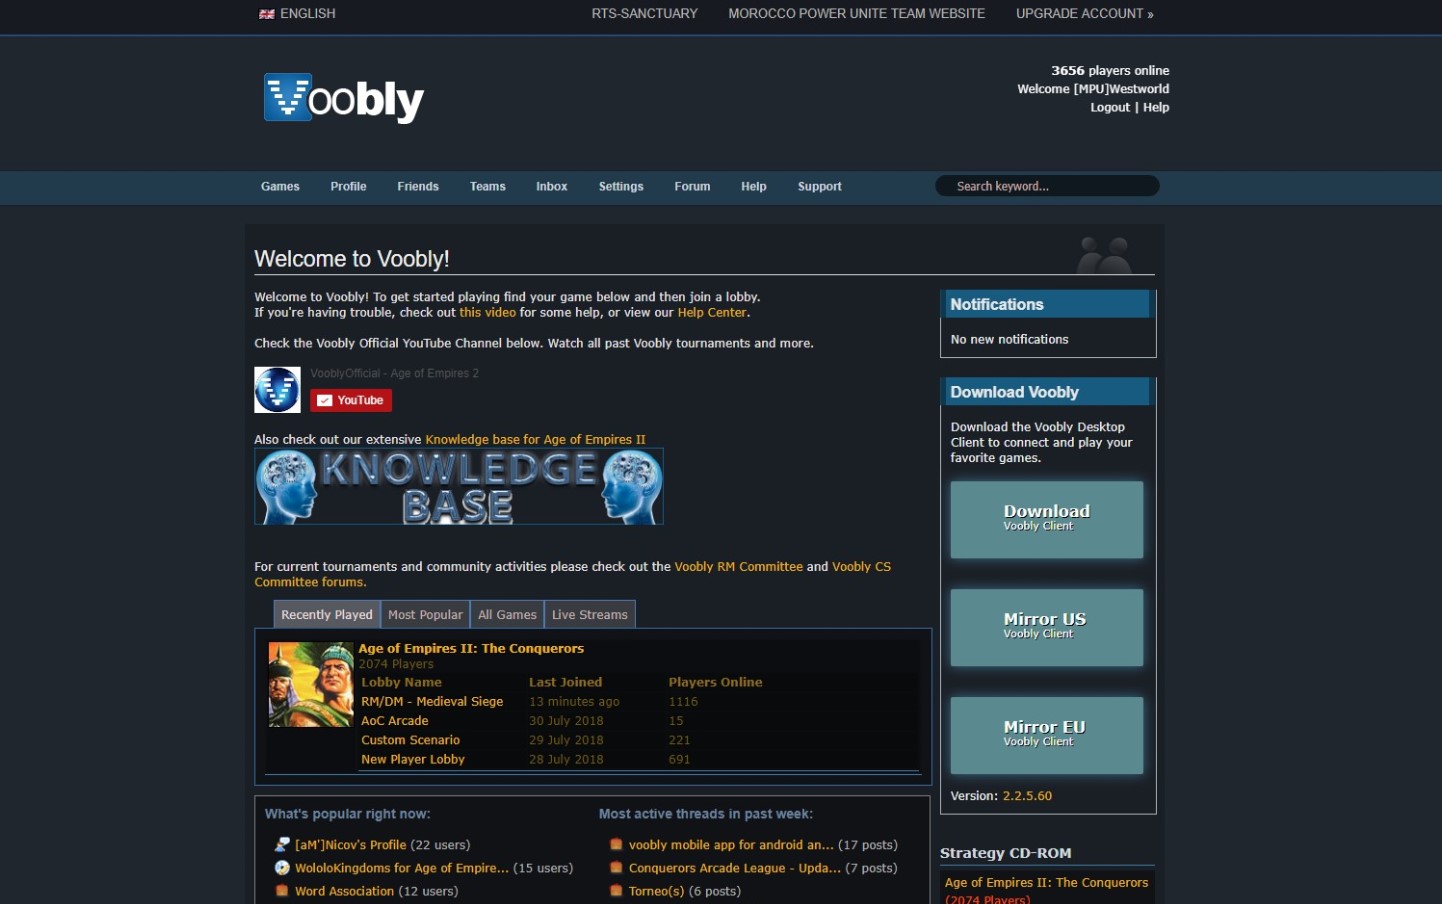 ENGLISH
RTS-SANCTUARY
MOROCCO POWER UNITE TEAM WEBSITE
UPGRADE ACCOUNT »
Voobly
3656 players online
Welcome [MPU]Westworld
Logout | Help
Games
Profile
Friends
Teams
Inbox
Settings
Forum
Help
Support
Search keyword...
Welcome to Voobly!
Welcome to Voobly! To get started playing find your game below and then join a lobby.
If you're having trouble, check out this video for some help, or view our Help Center.
Check the Voobly Official YouTube Channel below. Watch all past Voobly tournaments and more.
VooblyOfficial - Age of Empires 2
YouTube
Also check out our extensive Knowledge base for Age of Empires II
KNOWLEDGE
BASE
For current tournaments and community activities please check out the Voobly RM Committee and Voobly CS
Committee forums.
Recently Played
Most Popular
All Games
Live Streams
Age of Empires II: The Conquerors
2074 Players
Lobby Name Last Joined Players Online
RM/DM - Medieval Siege 13 minutes ago 1116
AoC Arcade 30 July 2018 15
Custom Scenario 29 July 2018 221
New Player Lobby 28 July 2018 691
What's popular right now:
[aM']Nicov's Profile (22 users)
WololoKingdoms for Age of Empire... (15 users)
Word Association (12 users)
Most active threads in past week:
voobly mobile app for android an... (17 posts)
Conquerors Arcade League - Upda... (7 posts)
Torneo(s) (6 posts)
Notifications
No new notifications
Download Voobly
Download the Voobly Desktop
Client to connect and play your
favorite games.
Download
Voobly Client
Mirror US
Voobly Client
Mirror EU
Voobly Client
Version: 2.2.5.60
Strategy CD-ROM
Age of Empires II: The Conquerors
(2074 Players)